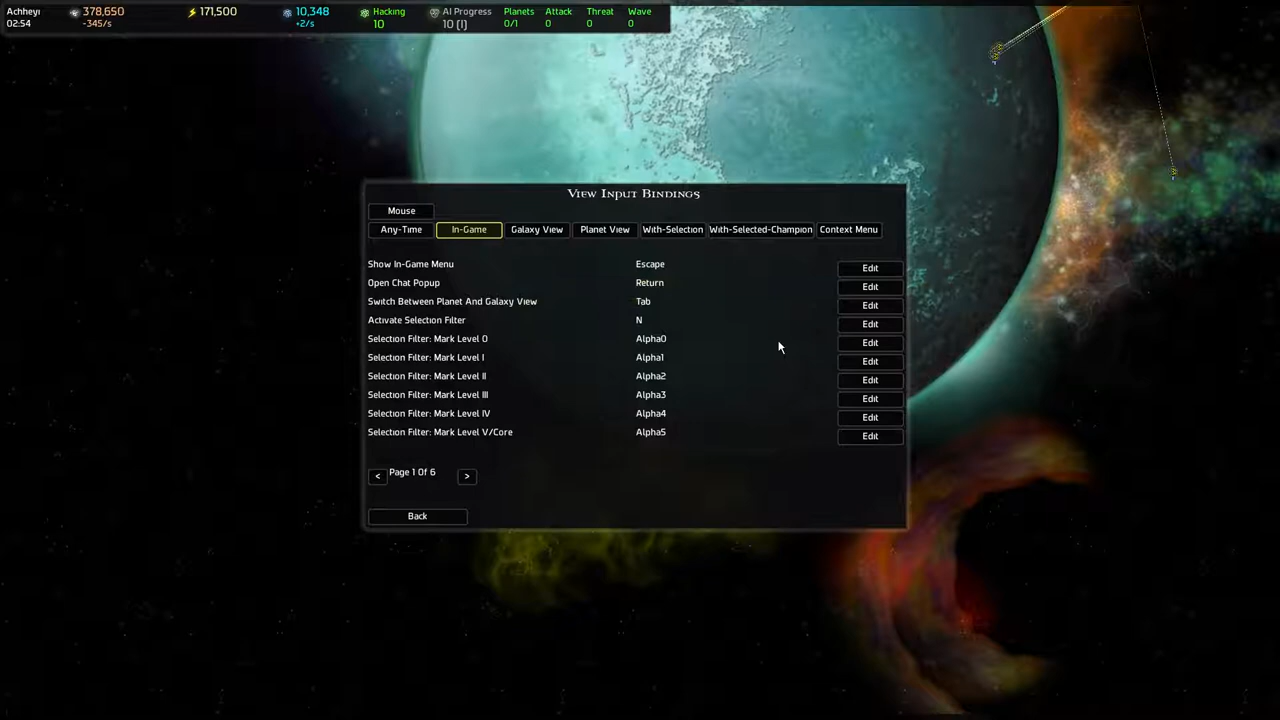 Achheyi 378,650 171,500 10,348 Hacking AI Progress Planets Attack Threat Wave
02:54 -345/s +2/s 10 10 (I) 0/1 0 0 0
View Input Bindings
Mouse
Any-Time In-Game Galaxy View Planet View With-Selection With-Selected-Champion Context Menu
Show In-Game Menu Escape Edit
Open Chat Popup Return Edit
Switch Between Planet And Galaxy View Tab Edit
Activate Selection Filter N Edit
Selection Filter: Mark Level 0 Alpha0 Edit
Selection Filter: Mark Level I Alpha1 Edit
Selection Filter: Mark Level II Alpha2 Edit
Selection Filter: Mark Level III Alpha3 Edit
Selection Filter: Mark Level IV Alpha4 Edit
Selection Filter: Mark Level V/Core Alpha5 Edit
< Page 1 Of 6 >
Back